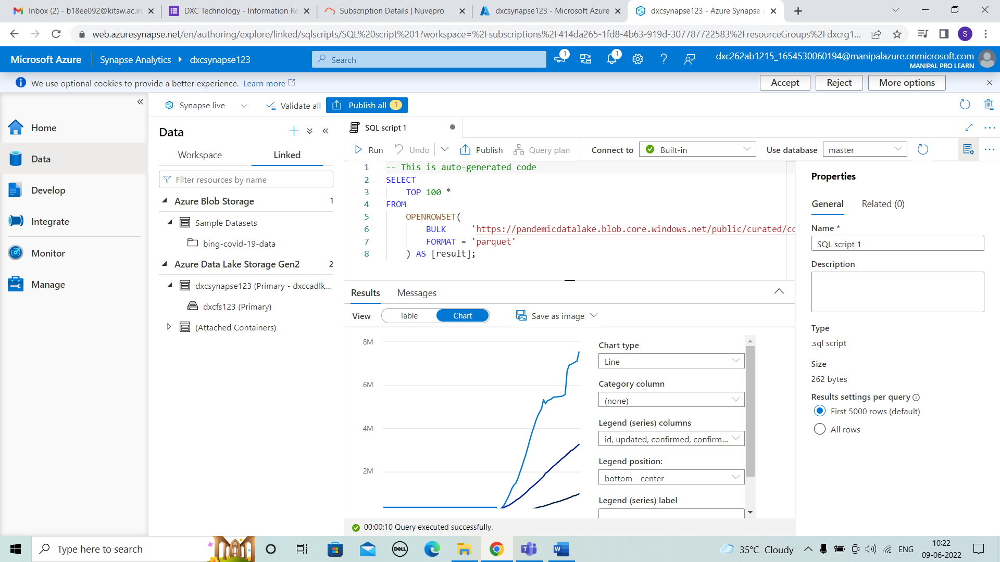 Inbox (2) - b18ee092@kitsw.ac.in
DXC Technology - Information Re
Subscription Details | Nuvepro
dxcsynapse123 - Microsoft Azure
dxcsynapse123 - Azure Synapse A
web.azuresynapse.net/en/authoring/explore/linked/sqlscripts/SQL%20script%201?workspace=%2Fsubscriptions%2F414da265-1fd8-4b63-919d-307787722583%2FresourceGroups%2Fdxcrg1...
S
Microsoft Azure
Synapse Analytics
dxcsynapse123
Search
1
1
dxc262ab1215_1654530060194@manipalazure.onmicrosoft.com
MANIPAL PRO LEARN
We use optional cookies to provide a better experience. Learn more
Accept
Reject
More options
Synapse live
Validate all
Publish all 1
Home
Data
Develop
Integrate
Monitor
Manage
Data
Workspace
Linked
Filter resources by name
Azure Blob Storage 1
Sample Datasets
bing-covid-19-data
Azure Data Lake Storage Gen2 2
dxcsynapse123 (Primary - dxccadlk...
dxcfs123 (Primary)
(Attached Containers)
SQL script 1
Run
Undo
Publish
Query plan
Connect to
Built-in
Use database
master
1 -- This is auto-generated code
2 SELECT
3 TOP 100 *
4 FROM
5 OPENROWSET(
6 BULK 'https://pandemicdatalake.blob.core.windows.net/public/curated/co
7 FORMAT = 'parquet'
8 ) AS [result];
Results
Messages
View
Table
Chart
Save as image
8M
6M
4M
2M
Chart type
Line
Category column
(none)
Legend (series) columns
id, updated, confirmed, confirm...
Legend position:
bottom - center
Legend (series) label
00:00:10 Query executed successfully.
Properties
General
Related (0)
Name *
SQL script 1
Description
Type
.sql script
Size
262 bytes
Results settings per query
First 5000 rows (default)
All rows
Type here to search
DELL
W
35°C Cloudy
ENG
10:22
09-06-2022